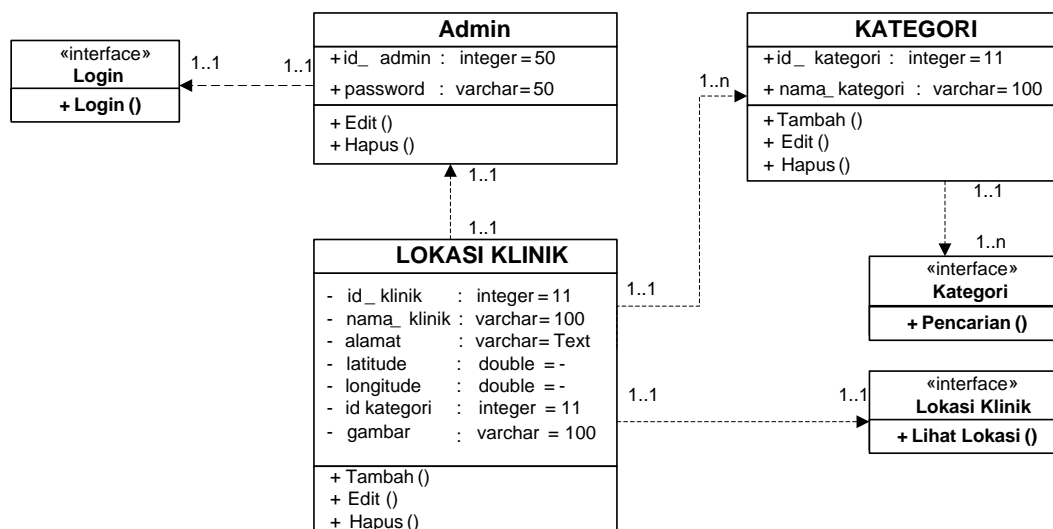 «interface»
Login
+ Login ()
1..1
1..1
Admin
+ id_ admin : integer = 50
+ password : varchar= 50
+ Edit ()
+ Hapus ()
KATEGORI
+ id_ kategori : integer = 11
+ nama_ kategori : varchar= 100
+ Tambah ()
+ Edit ()
+ Hapus ()
1..n
1..1
1..1
1..1
1..n
LOKASI KLINIK
- id_ klinik : integer = 11
- nama_ klinik : varchar= 100
- alamat : varchar= Text
- latitude : double = -
- longitude : double = -
- id kategori : integer = 11
- gambar : varchar = 100
+ Tambah ()
+ Edit ()
+ Hapus ()
1..1
«interface»
Kategori
+ Pencarian ()
1..1
1..1
«interface»
Lokasi Klinik
+ Lihat Lokasi ()